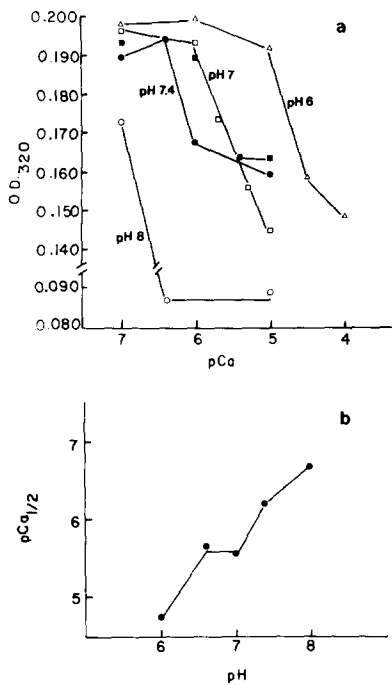 a
0.200
0.190
0.180
0.170
0.160
0.150
0.140
0.090
0.080
O.D.320
pH 7.4
pH 7
pH 6
pH 8
7 6 5 4
pCa
b
7
6
5
pCa1/2
6 7 8
pH